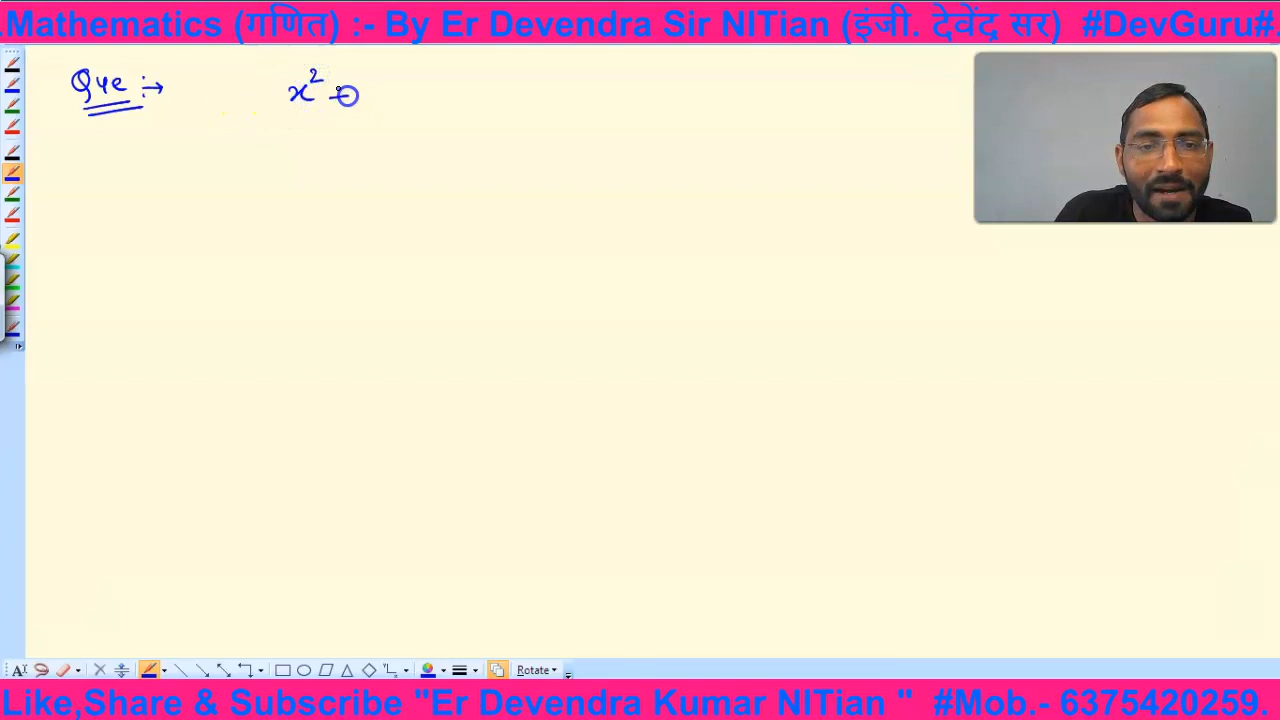 .Mathematics (गणित) :- By Er Devendra Sir NITian (इंजी. देवेंद्र सर) #DevGuru#.
Que :→ x² -
A
Rotate
Like,Share & Subscribe "Er Devendra Kumar NITian " #Mob.- 6375420259.